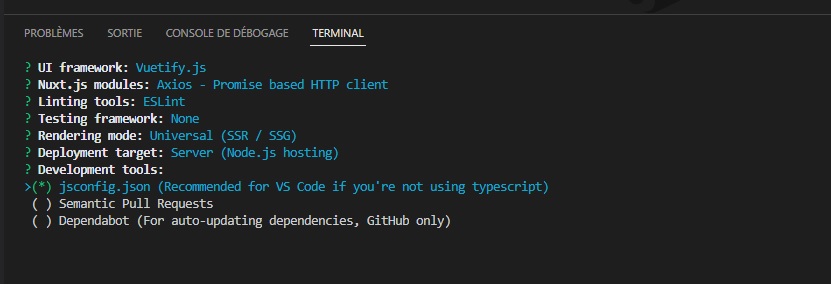 PROBLÈMES SORTIE CONSOLE DE DÉBOGAGE TERMINAL
? UI framework: Vuetify.js
? Nuxt.js modules: Axios - Promise based HTTP client
? Linting tools: ESLint
? Testing framework: None
? Rendering mode: Universal (SSR / SSG)
? Deployment target: Server (Node.js hosting)
? Development tools:
>(*) jsconfig.json (Recommended for VS Code if you're not using typescript)
( ) Semantic Pull Requests
( ) Dependabot (For auto-updating dependencies, GitHub only)